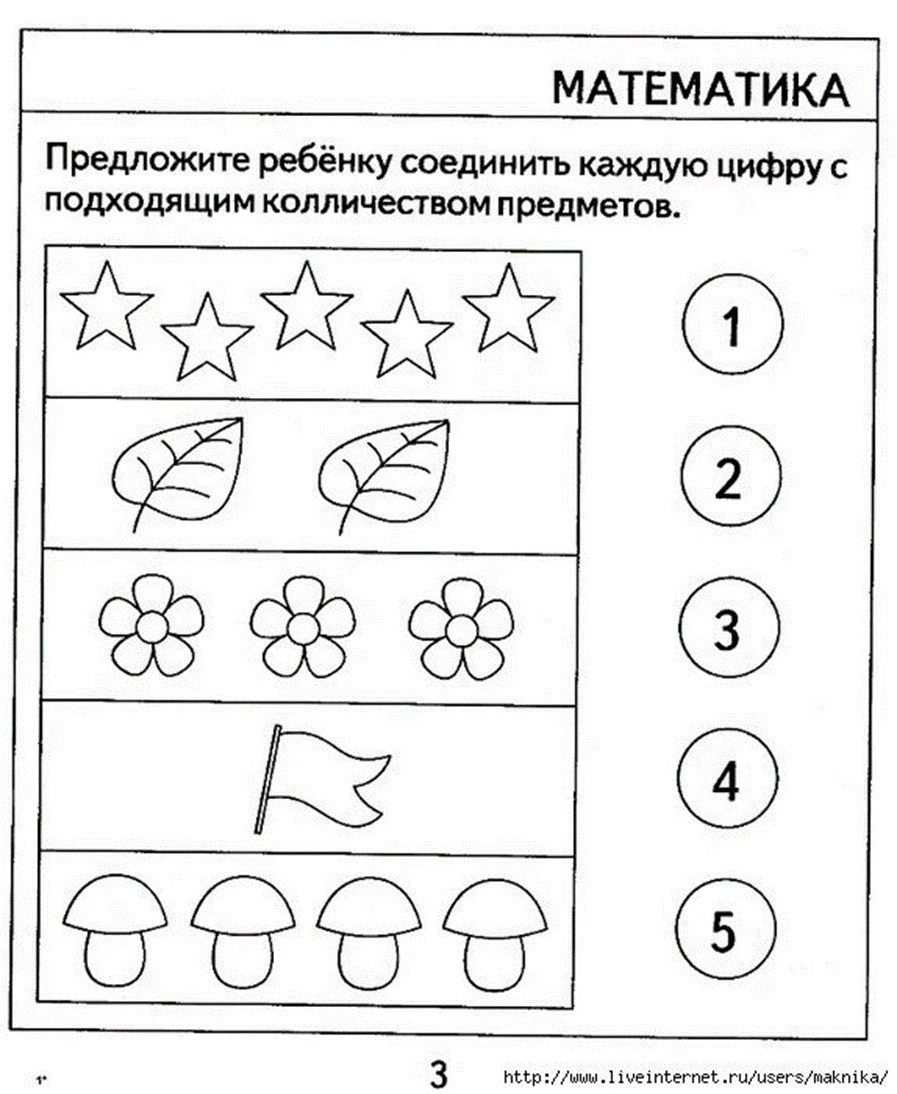 МАТЕМАТИКА
Предложите ребёнку соединить каждую цифру с
подходящим колличеством предметов.
1
2
3
4
5
3
http://www.liveinternet.ru/users/maknika/